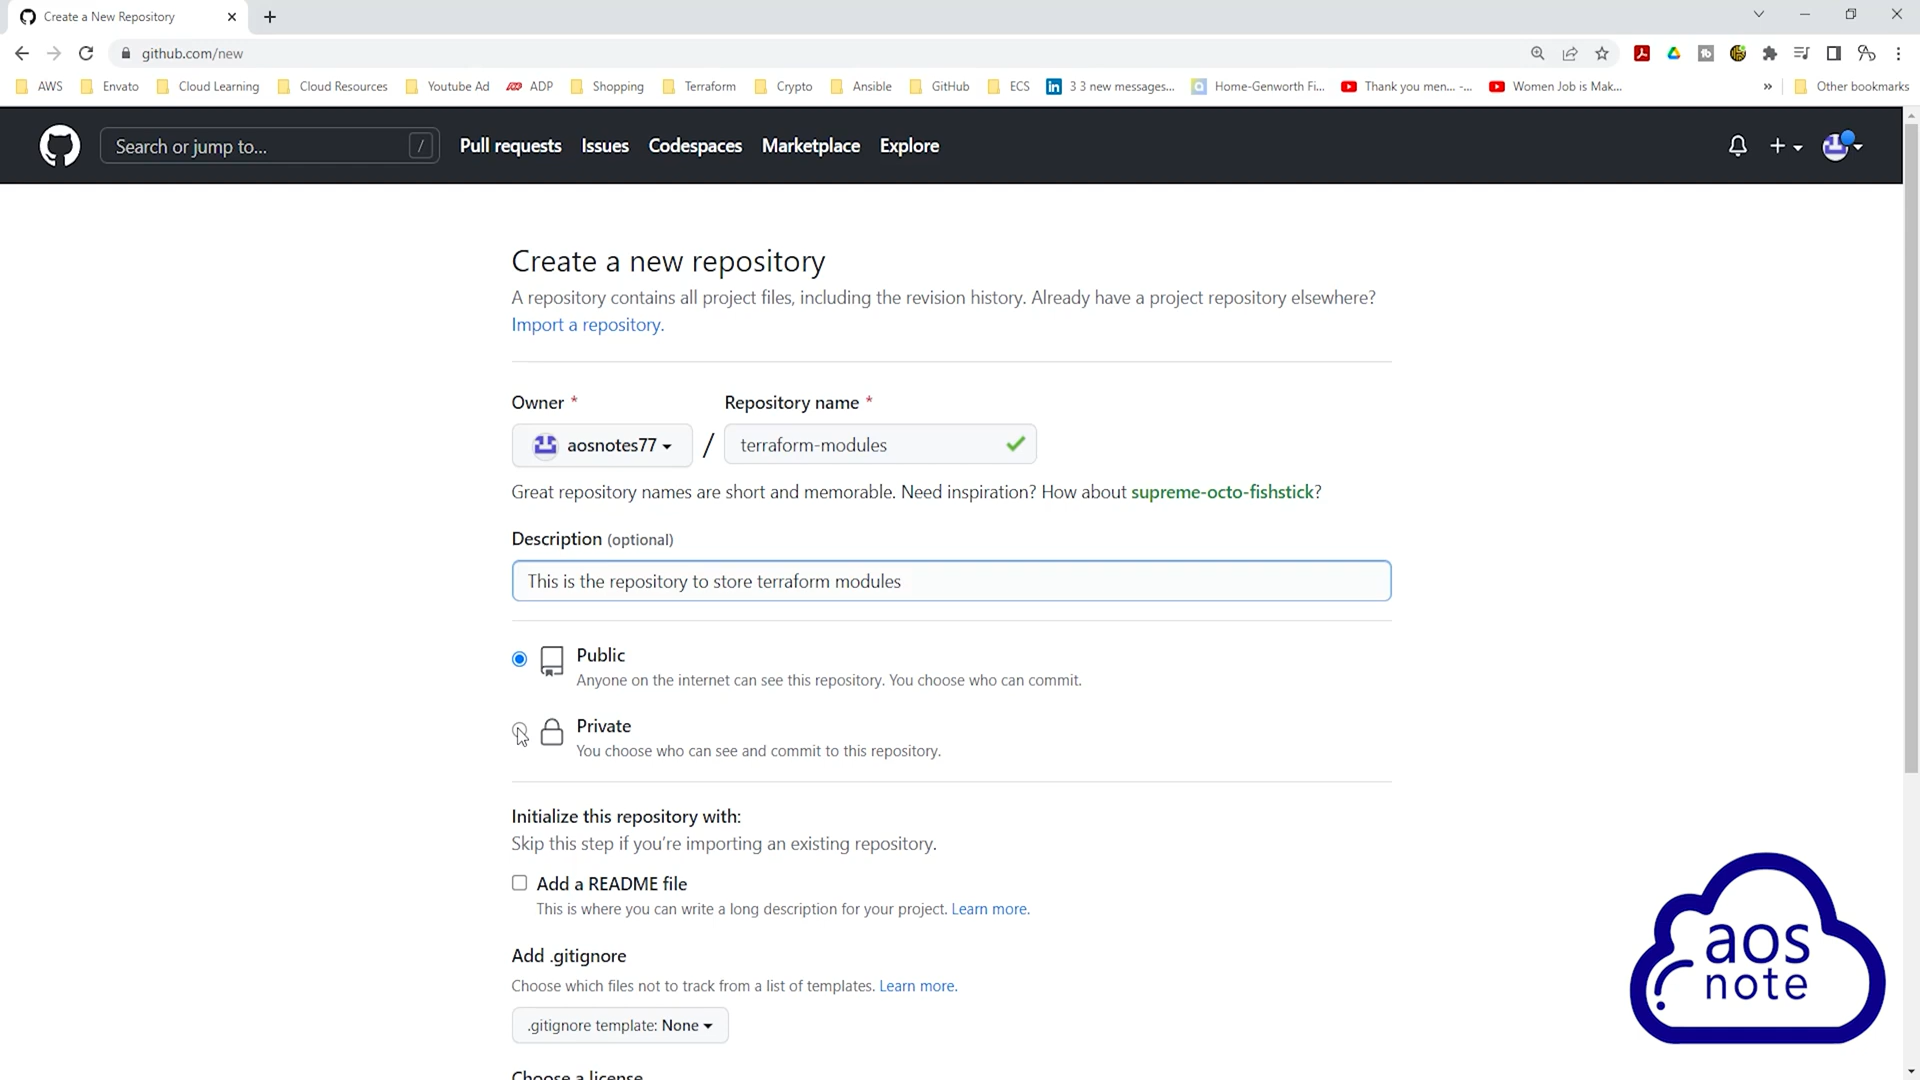 Create a New Repository
github.com/new
AWS Envato Cloud Learning Cloud Resources Youtube Ad ADP Shopping Terraform Crypto Ansible GitHub ECS 3 3 new messages... Home-Genworth Fi... Thank you men... -... Women Job is Mak... » Other bookmarks
Search or jump to... / Pull requests Issues Codespaces Marketplace Explore
Create a new repository
A repository contains all project files, including the revision history. Already have a project repository elsewhere?
Import a repository.
Owner * Repository name *
aosnotes77 / terraform-modules
Great repository names are short and memorable. Need inspiration? How about supreme-octo-fishstick?
Description (optional)
This is the repository to store terraform modules
Public
Anyone on the internet can see this repository. You choose who can commit.
Private
You choose who can see and commit to this repository.
Initialize this repository with:
Skip this step if you’re importing an existing repository.
Add a README file
This is where you can write a long description for your project. Learn more.
Add .gitignore
Choose which files not to track from a list of templates. Learn more.
.gitignore template: None
Choose a license
aos
note